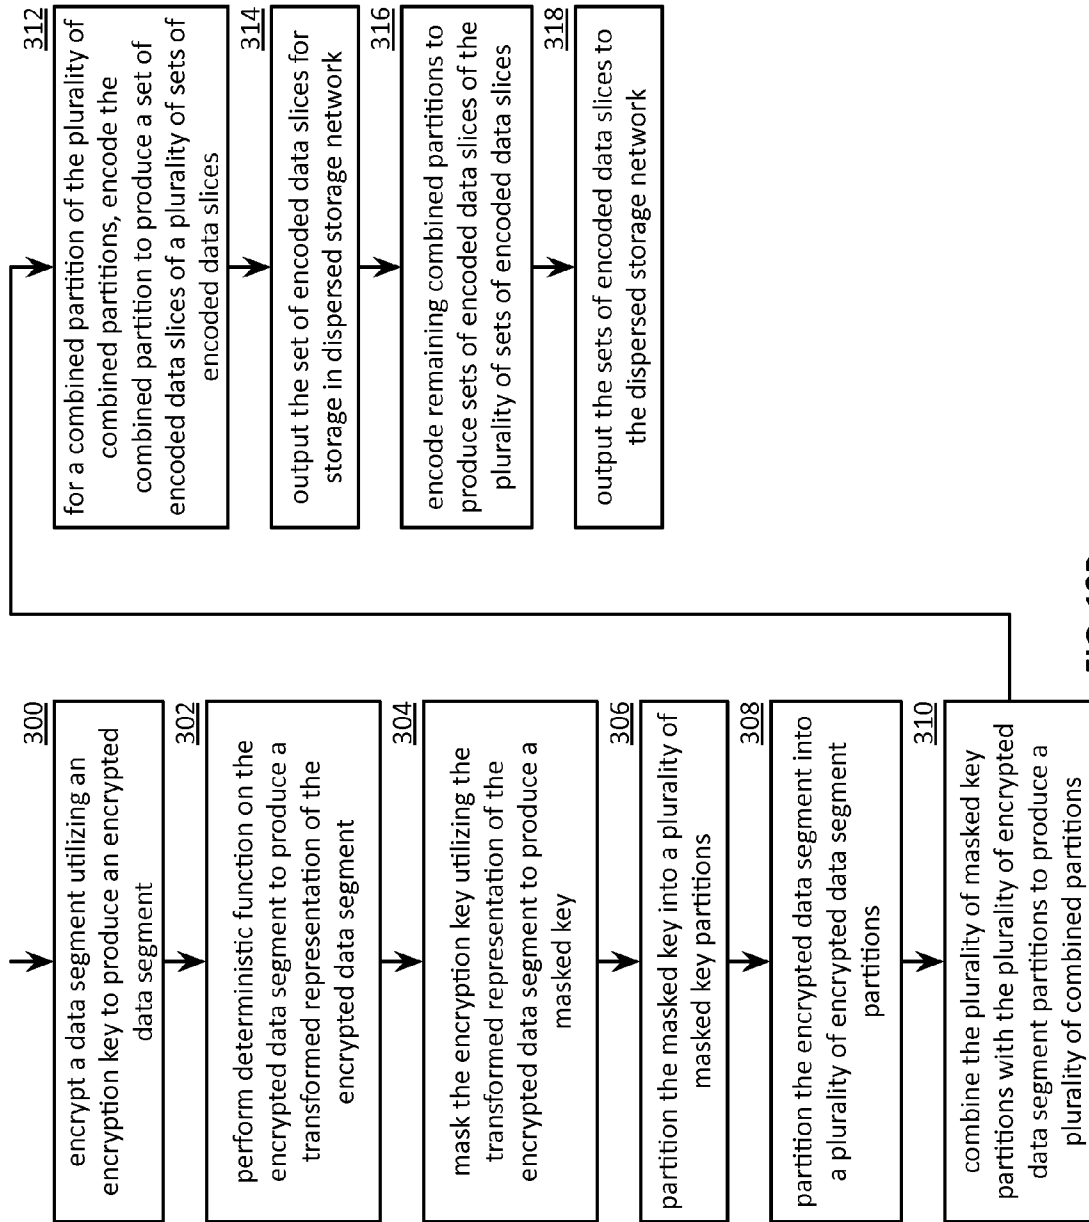 300
encrypt a data segment utilizing an
encryption key to produce an encrypted
data segment
302
perform deterministic function on the
encrypted data segment to produce a
transformed representation of the
encrypted data segment
304
mask the encryption key utilizing the
transformed representation of the
encrypted data segment to produce a
masked key
306
partition the masked key into a plurality of
masked key partitions
308
partition the encrypted data segment into
a plurality of encrypted data segment
partitions
310
combine the plurality of masked key
partitions with the plurality of encrypted
data segment partitions to produce a
plurality of combined partitions
312
for a combined partition of the plurality of
combined partitions, encode the
combined partition to produce a set of
encoded data slices of a plurality of sets of
encoded data slices
314
output the set of encoded data slices for
storage in dispersed storage network
316
encode remaining combined partitions to
produce sets of encoded data slices of the
plurality of sets of encoded data slices
318
output the sets of encoded data slices to
the dispersed storage network
FIG.